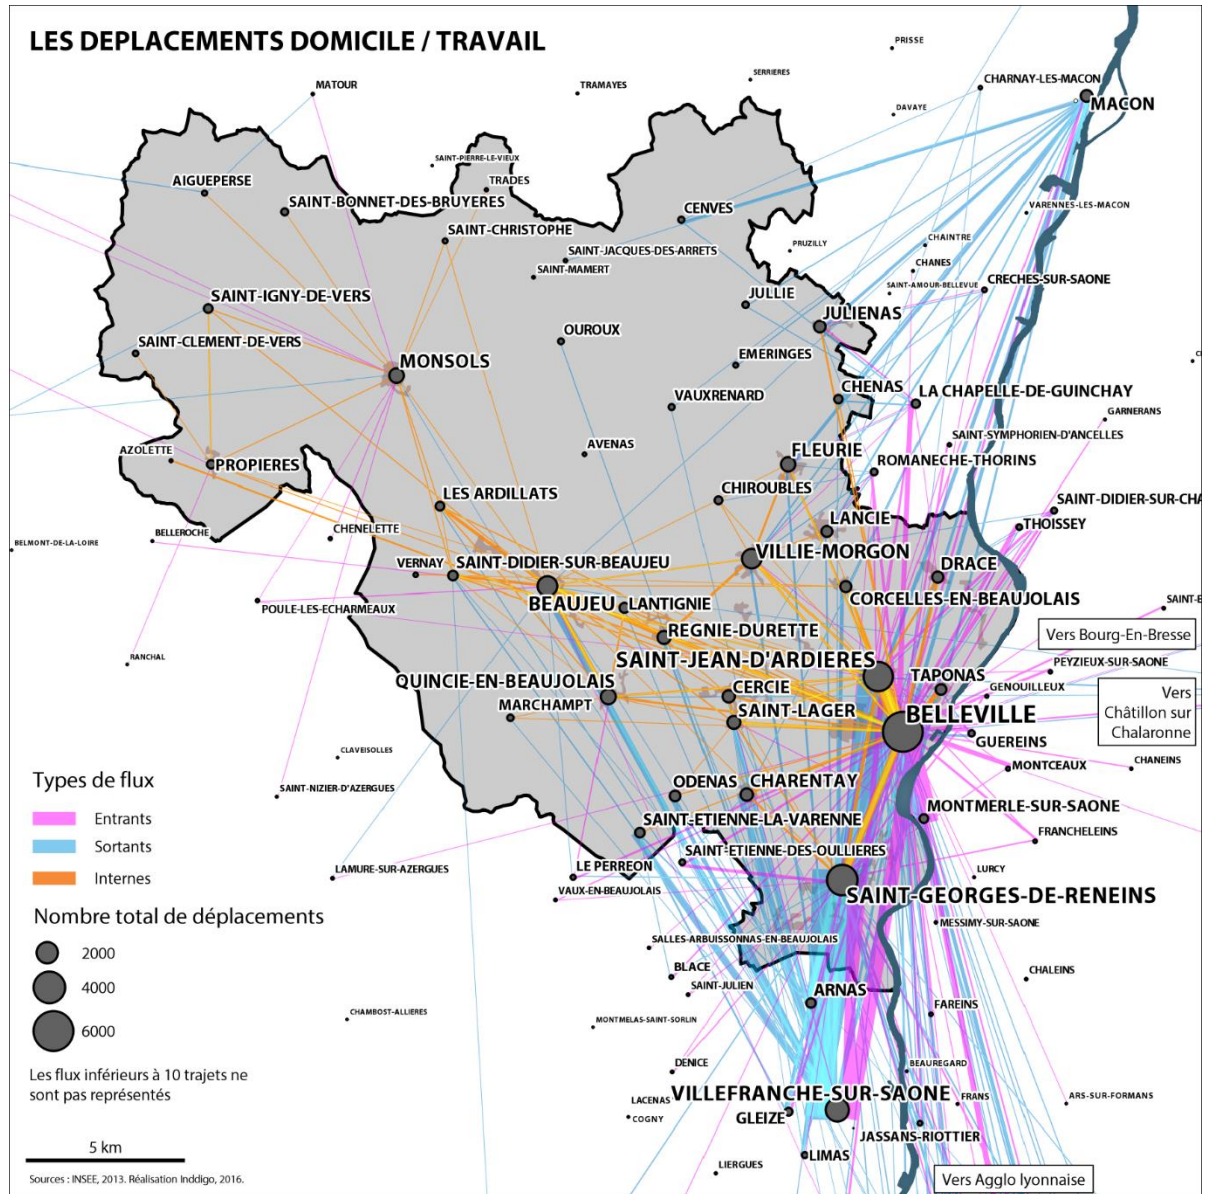 LES DEPLACEMENTS DOMICILE / TRAVAIL
PRISSE
SERRIERES
CHARNAY-LES-MACON
MATOUR
TRAMAYES
MACON
DAVAYE
SAINT-PIERRE-LE-VIEUX
AIGUEPERSE
TRADES
SAINT-BONNET-DES-BRUYERES
CENVES
VARENNES-LES-MACON
SAINT-CHRISTOPHE
CHAINTRE
SAINT-JACQUES-DES-ARRETS
PRUZILLY
SAINT-MAMERT
CHANES
CRECHES-SUR-SAONE
SAINT-AMOUR-BELLEVUE
SAINT-IGNY-DE-VERS
JULLIE
JULIENAS
OUROUX
SAINT-CLEMENT-DE-VERS
EMERINGES
MONSOLS
CHENAS
LA CHAPELLE-DE-GUINCHAY
VAUXRENARD
GARNERANS
SAINT-SYMPHORIEN-D'ANCELLES
AVENAS
AZOLETTE
FLEURIE
PROPIERES
ROMANECHE-THORINS
CHIROUBLES
LES ARDILLATS
SAINT-DIDIER-SUR-CHA
LANCIE
THOISSEY
CHENELETTE
BELLEROCHE
BELMONT-DE-LA-LOIRE
VILLIE-MORGON
VERNAY
SAINT-DIDIER-SUR-BEAUJEU
DRACE
BEAUJEU
LANTIGNIE
CORCELLES-EN-BEAUJOLAIS
POULE-LES-ECHARMEAUX
SAINT-E
REGNIE-DURETTE
Vers Bourg-En-Bresse
SAINT-JEAN-D'ARDIERES
RANCHAL
PEYZIEUX-SUR-SAONE
QUINCIE-EN-BEAUJOLAIS
CERCIE
TAPONAS
GENOUILLEUX
Vers
Châtillon sur
Chalaronne
MARCHAMPT
SAINT-LAGER
BELLEVILLE
GUEREINS
CLAVEISOLLES
MONTCEAUX
CHANEINS
ODENAS
CHARENTAY
SAINT-NIZIER-D'AZERGUES
MONTMERLE-SUR-SAONE
SAINT-ETIENNE-LA-VARENNE
FRANCHELEINS
SAINT-ETIENNE-DES-OULLIERES
LAMURE-SUR-AZERGUES
LE PERREON
LURCY
VAUX-EN-BEAUJOLAIS
SAINT-GEORGES-DE-RENEINS
MESSIMY-SUR-SAONE
SALLES-ARBUISSONNAS-EN-BEAUJOLAIS
BLACE
SAINT-JULIEN
CHALEINS
ARNAS
FAREINS
CHAMBOST-ALLIERES
MONTMELAS-SAINT-SORLIN
DENICE
BEAUREGARD
VILLEFRANCHE-SUR-SAONE
LACENAS
FRANS
ARS-SUR-FORMANS
COGNY
GLEIZE
JASSANS-RIOTTIER
LIMAS
LIERGUES
Vers Agglo lyonnaise
Types de flux
Entrants
Sortants
Internes
Nombre total de déplacements
2000
4000
6000
Les flux inférieurs à 10 trajets ne
sont pas représentés
5 km
Sources : INSEE, 2013. Réalisation Inddigo, 2016.